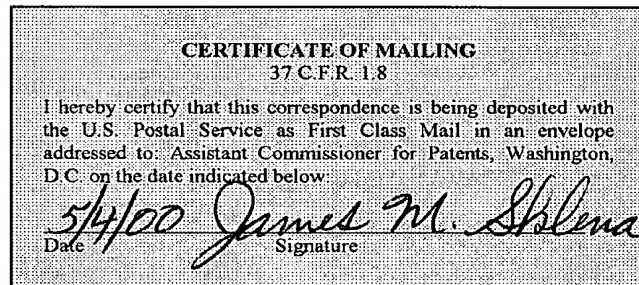 CERTIFICATE OF MAILING
37 C.F.R. 1.8
I hereby certify that this correspondence is being deposited with
the U.S. Postal Service as First Class Mail in an envelope
addressed to: Assistant Commissioner for Patents, Washington,
D.C. on the date indicated below:
5/4/00 James M. Sklena
Date Signature